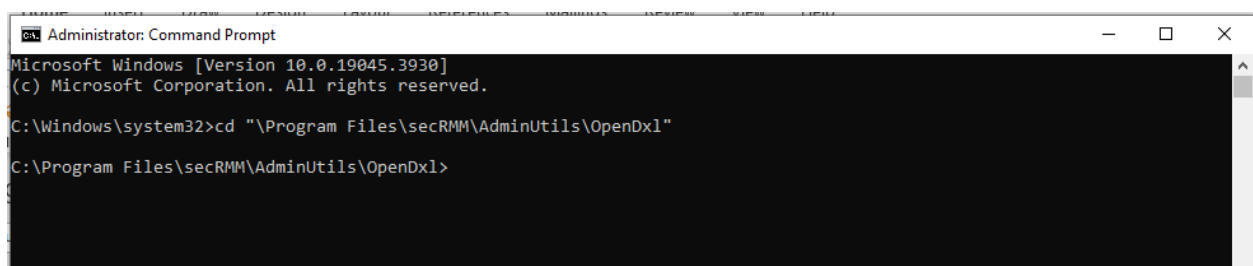 Administrator: Command Prompt
Microsoft Windows [Version 10.0.19045.3930]
(c) Microsoft Corporation. All rights reserved.
C:\Windows\system32>cd "\Program Files\secRMM\AdminUtils\OpenDxl"
C:\Program Files\secRMM\AdminUtils\OpenDxl>